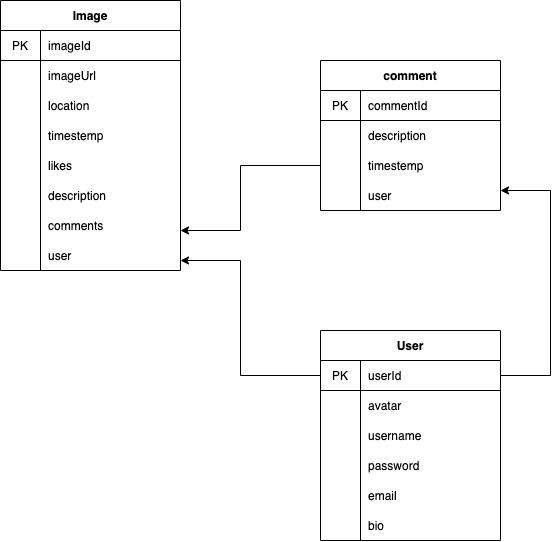 Image
PK imageId
imageUrl
location
timestemp
likes
description
comments
user
comment
PK commentId
description
timestemp
user
User
PK userId
avatar
username
password
email
bio